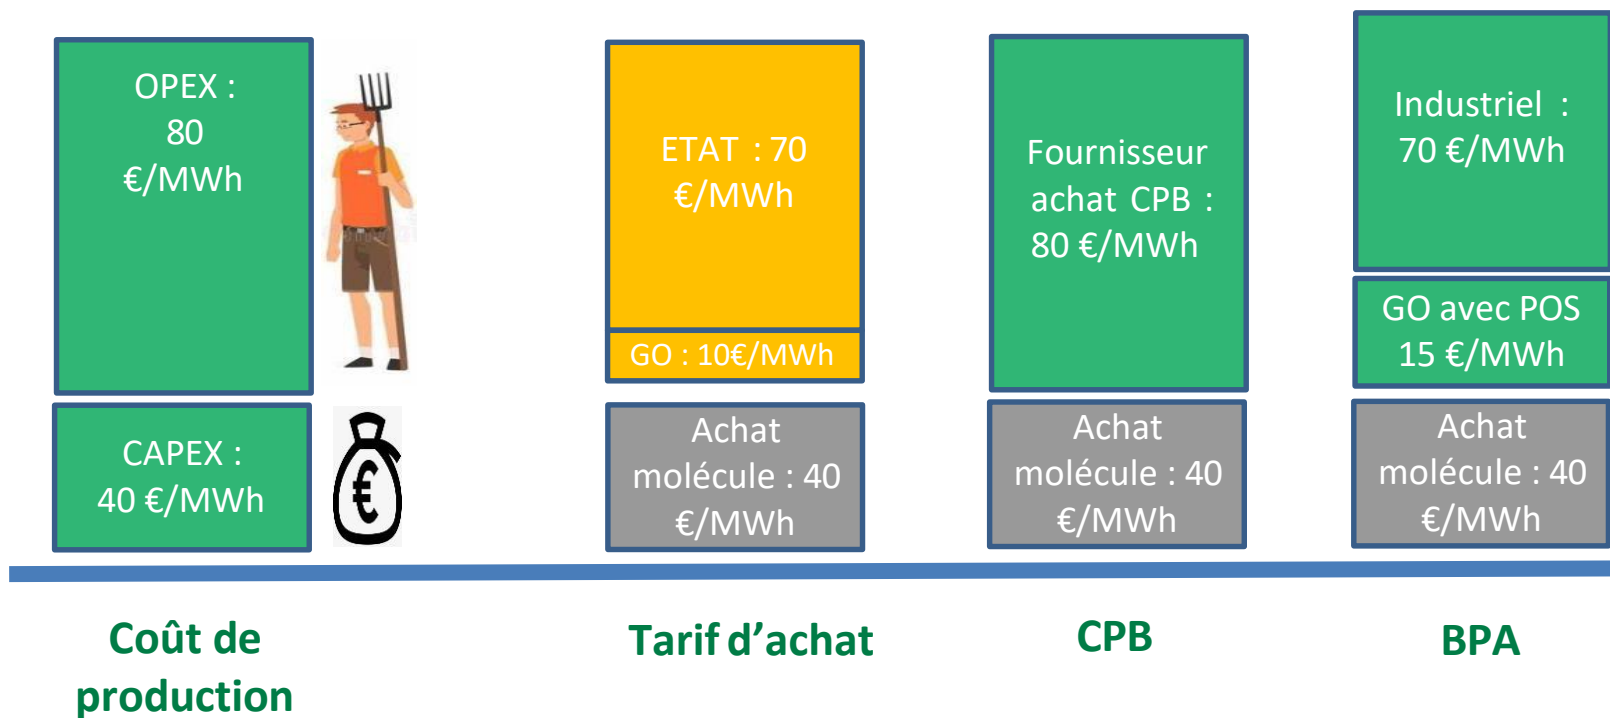 OPEX :
80
€/MWh
CAPEX :
40 €/MWh
ETAT : 70
€/MWh
GO : 10€/MWh
Achat
molécule : 40
€/MWh
Fournisseur
achat CPB :
80 €/MWh
Achat
molécule : 40
€/MWh
Industriel :
70 €/MWh
GO avec POS
15 €/MWh
Achat
molécule : 40
€/MWh
€
Coût de
production
Tarif d’achat
CPB
BPA